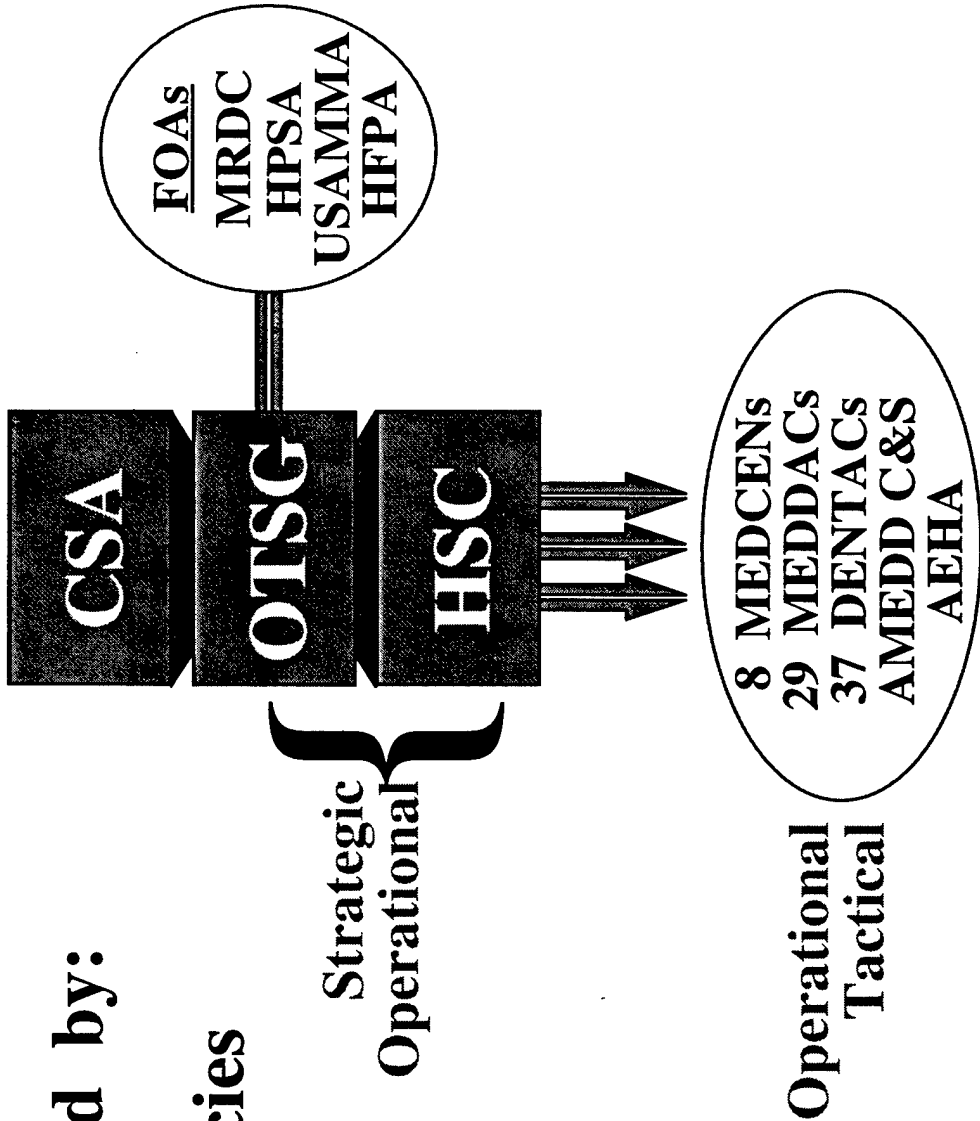 d by:
cies
CSA
OTSG
HSC
FOAs
MRDC
HPSA
USAMMA
HFPA
Strategic
Operational
8 MEDCENs
29 MEDDACs
37 DENTACs
AMEDD C&S
AEHA
Operational
Tactical